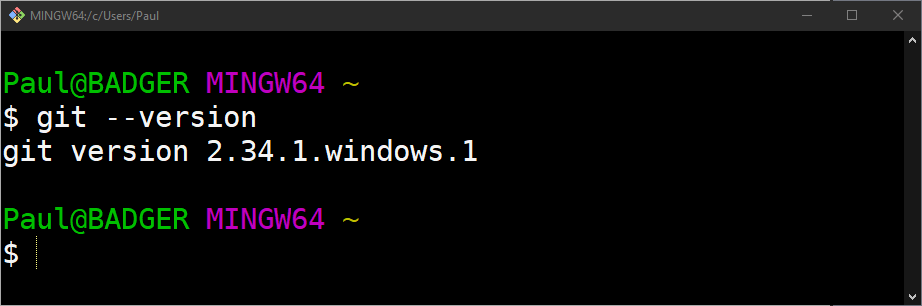 MINGW64:/c/Users/Paul
Paul@BADGER MINGW64 ~
$ git --version
git version 2.34.1.windows.1
Paul@BADGER MINGW64 ~
$